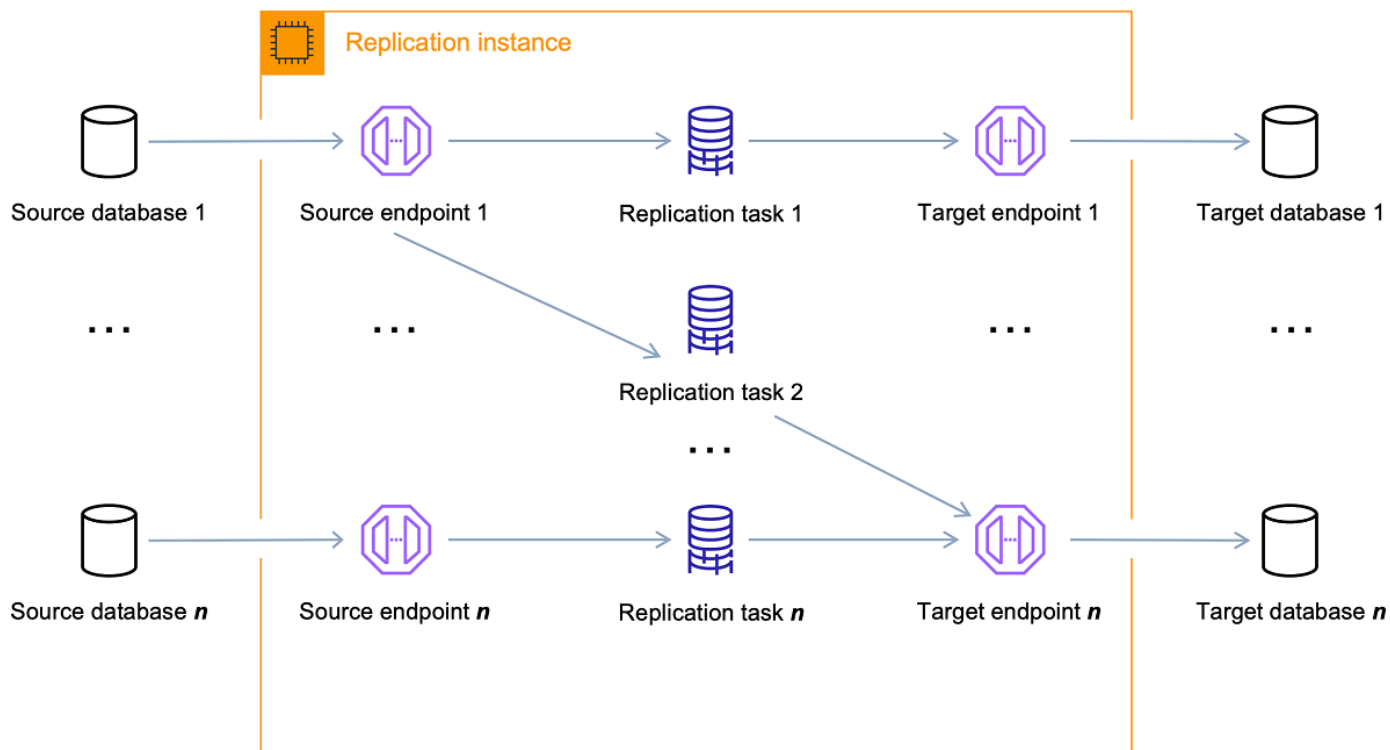 Replication instance
Source database 1
Source endpoint 1
Replication task 1
Target endpoint 1
Target database 1
... ... ... ...
Replication task 2
...
Source database n
Source endpoint n
Replication task n
Target endpoint n
Target database n